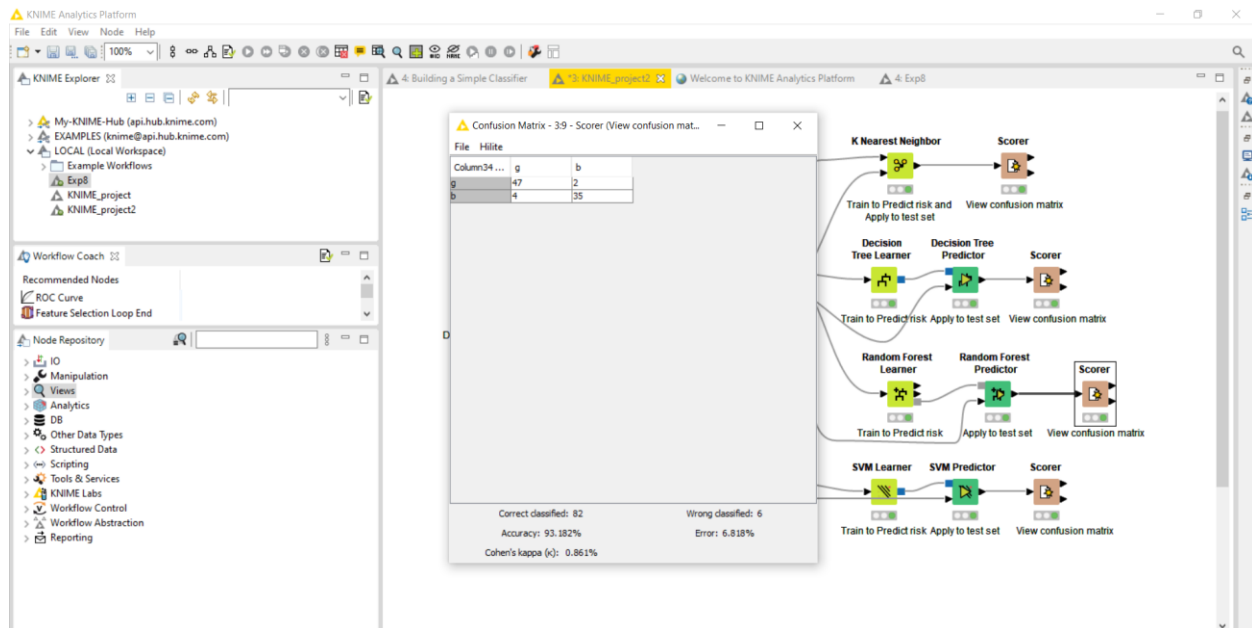 KNIME Analytics Platform
File Edit View Node Help
100%
KNIME Explorer
My-KNIME-Hub (api.hub.knime.com)
EXAMPLES (knime@api.hub.knime.com)
LOCAL (Local Workspace)
Example Workflows
Exp8
KNIME_project
KNIME_project2
Workflow Coach
Recommended Nodes
ROC Curve
Feature Selection Loop End
Node Repository
IO
Manipulation
Views
Analytics
DB
Other Data Types
Structured Data
Scripting
Tools & Services
KNIME Labs
Workflow Control
Workflow Abstraction
Reporting
4: Building a Simple Classifier *3: KNIME_project2 Welcome to KNIME Analytics Platform 4: Exp8
D
Confusion Matrix - 3:9 - Scorer (View confusion mat...
File Hilite
Column34 ... g b
g 47 2
b 4 35
Correct classified: 82 Wrong classified: 6
Accuracy: 93.182% Error: 6.818%
Cohen's kappa (κ): 0.861%
K Nearest Neighbor Scorer
Train to Predict risk and View confusion matrix
Apply to test set
Decision Decision Tree
Tree Learner Predictor Scorer
Train to Predict risk Apply to test set View confusion matrix
Random Forest Random Forest
Learner Predictor Scorer
Train to Predict risk Apply to test set View confusion matrix
SVM Learner SVM Predictor Scorer
Train to Predict risk Apply to test set View confusion matrix